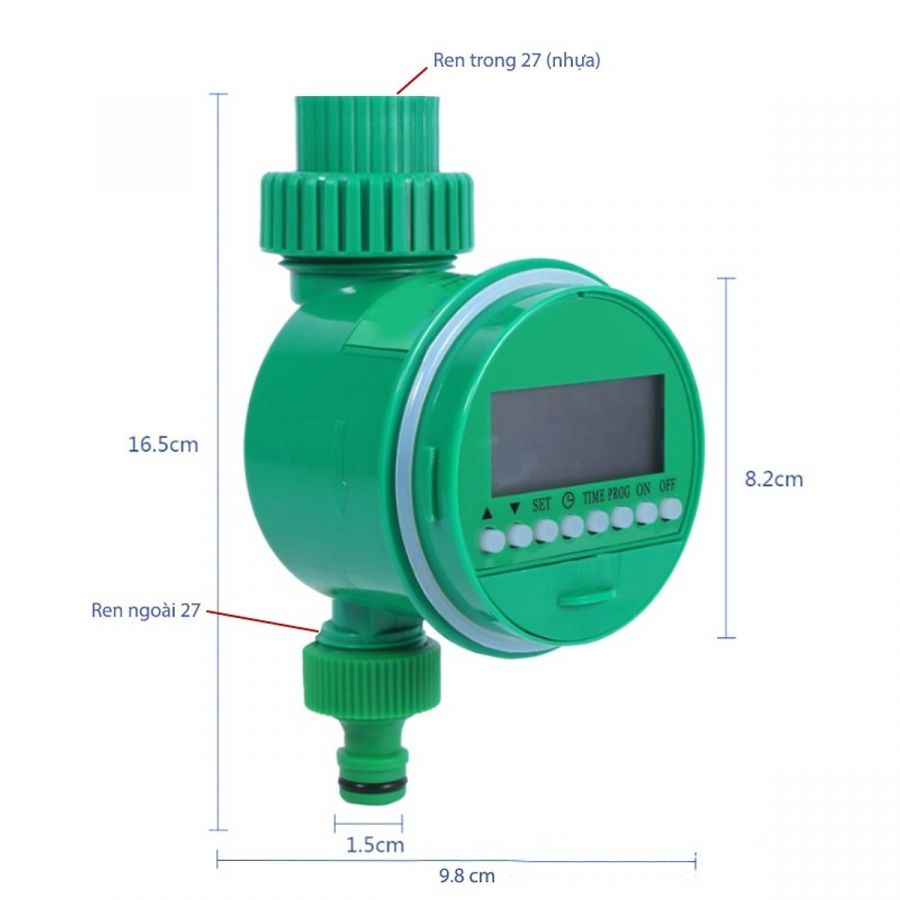 Ren trong 27 (nhựa)
16.5cm
8.2cm
▲ ▼ SET TIME PROG ON OFF
Ren ngoài 27
1.5cm
9.8 cm